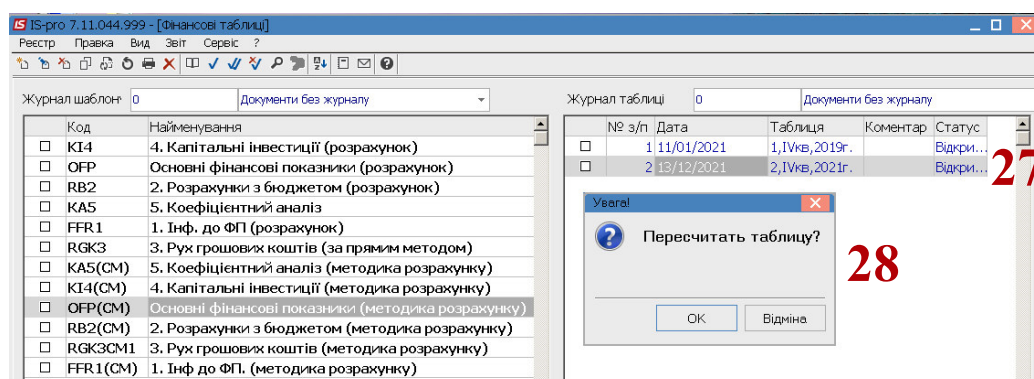 IS-pro 7.11.044.999 - [Фінансові таблиці]
Реєстр Правка Вид Звіт Сервіс ?
Журнал шаблон 0 Документи без журналу
Журнал таблиці 0 Документи без журналу
Код Найменування
KI4 4. Капітальні інвестиції (розрахунок)
OFP Основні фінансові показники (розрахунок)
RB2 2. Розрахунки з бюджетом (розрахунок)
KA5 5. Коефіцієнтний аналіз
FFR1 1. Інф. до ФП (розрахунок)
RGK3 3. Рух грошових коштів (за прямим методом)
KA5(CM) 5. Коефіцієнтний аналіз (методика розрахунку)
KI4(CM) 4. Капітальні інвестиції (методика розрахунку)
OFP(CM) Основні фінансові показники (методика розрахунку)
RB2(CM) 2. Розрахунки з бюджетом (методика розрахунку)
RGK3CM1 3. Рух грошових коштів (методика розрахунку)
FFR1(CM) 1. Інф до ФП. (методика розрахунку)
№ з/п Дата Таблиця Коментар Статус
1 11/01/2021 1,IVкв,2019г. Відкри...
2 13/12/2021 2,IVкв,2021г. Відкри...
27
Увага!
Пересчитать таблицу?
OK Відміна
28